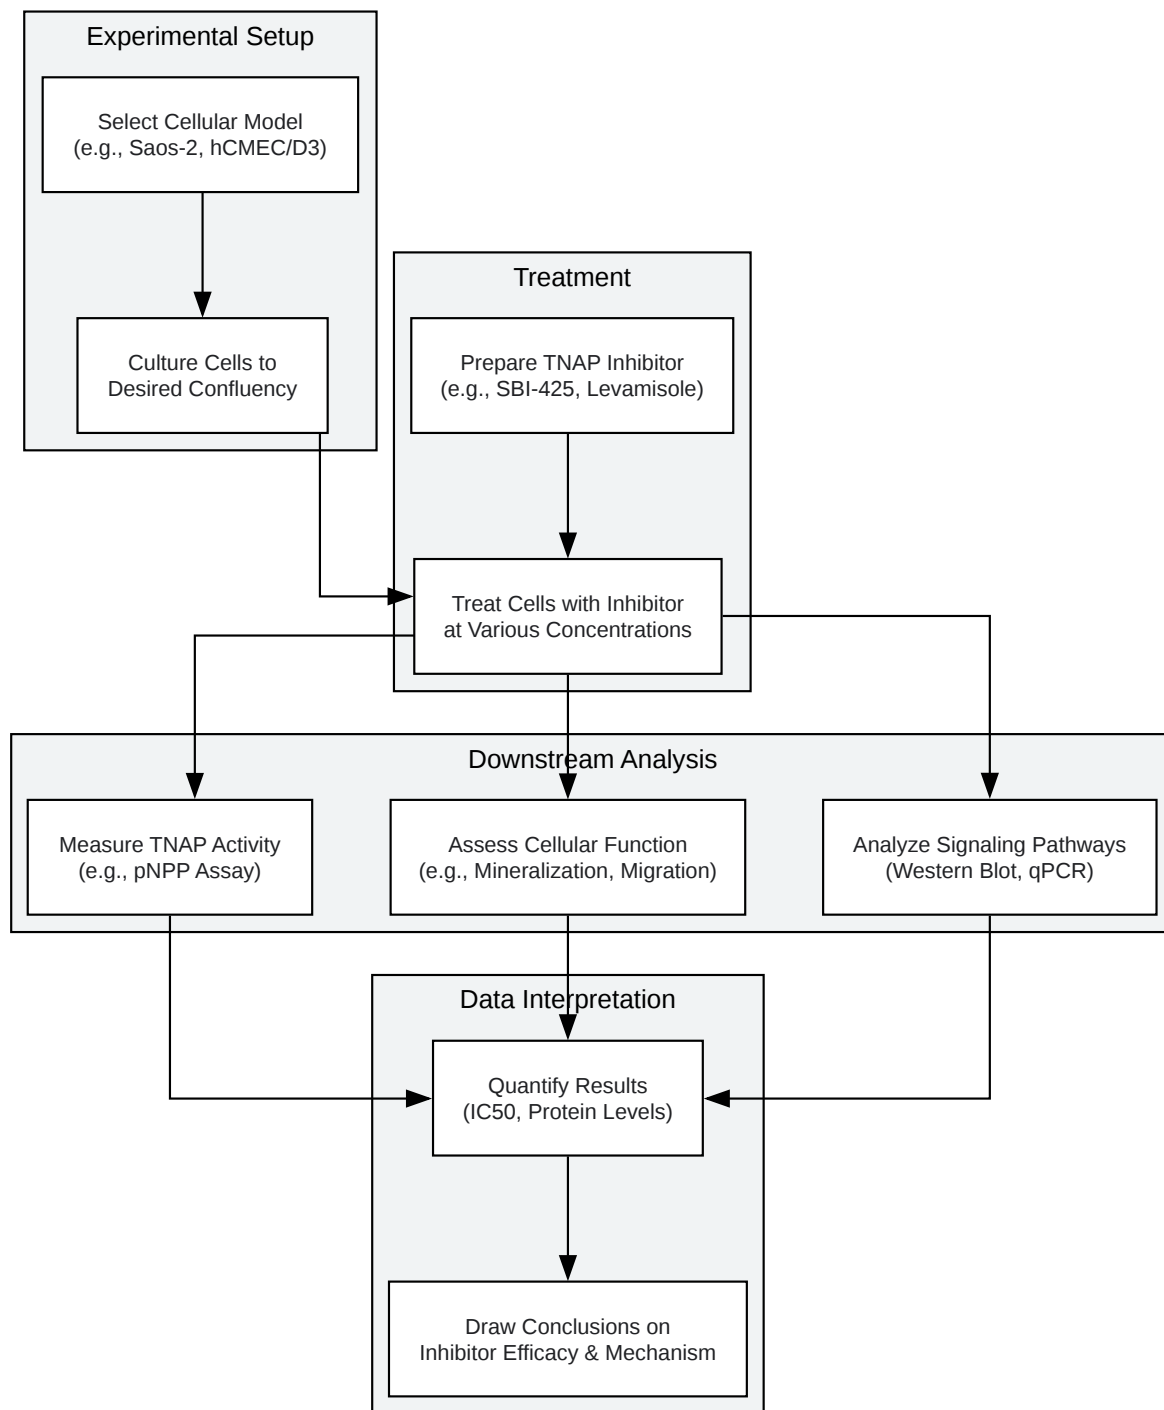 Experimental Setup
Select Cellular Model
(e.g., Saos-2, hCMEC/D3)
Culture Cells to
Desired Confluency
Treatment
Prepare TNAP Inhibitor
(e.g., SBI-425, Levamisole)
Treat Cells with Inhibitor
at Various Concentrations
Downstream Analysis
Measure TNAP Activity
(e.g., pNPP Assay)
Assess Cellular Function
(e.g., Mineralization, Migration)
Analyze Signaling Pathways
(Western Blot, qPCR)
Data Interpretation
Quantify Results
(IC50, Protein Levels)
Draw Conclusions on
Inhibitor Efficacy & Mechanism